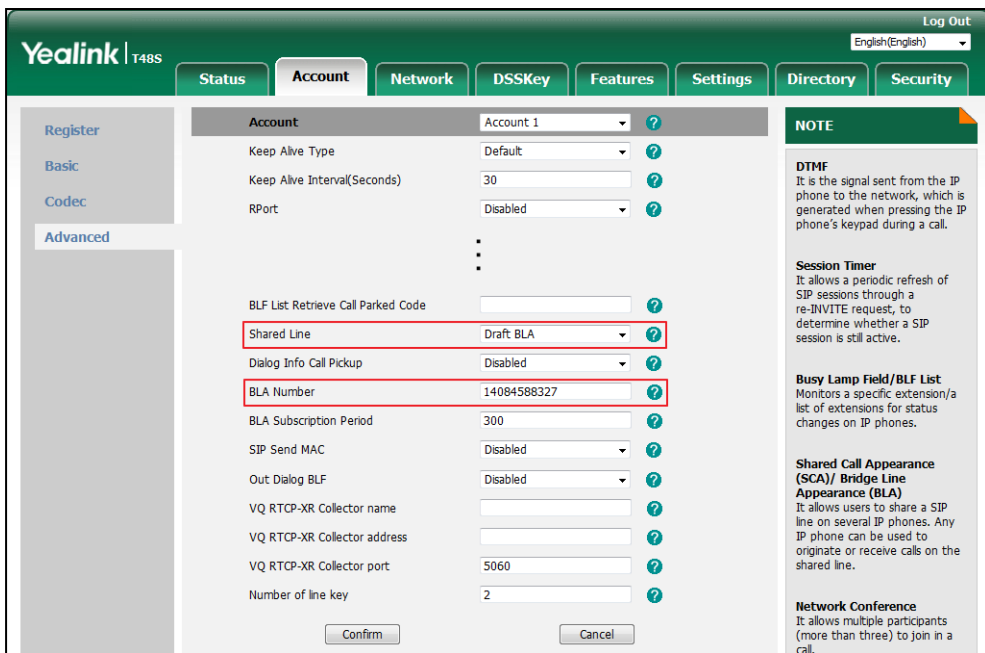 Log Out
Yealink T48S
English(English)
Status Account Network DSSKey Features Settings Directory Security
Register
Basic
Codec
Advanced
Account Account 1 ?
Keep Alive Type Default ?
Keep Alive Interval(Seconds) 30 ?
RPort Disabled ?
BLF List Retrieve Call Parked Code ?
Shared Line Draft BLA ?
Dialog Info Call Pickup Disabled ?
BLA Number 14084588327 ?
BLA Subscription Period 300 ?
SIP Send MAC Disabled ?
Out Dialog BLF Disabled ?
VQ RTCP-XR Collector name ?
VQ RTCP-XR Collector address ?
VQ RTCP-XR Collector port 5060 ?
Number of line key 2 ?
Confirm Cancel
NOTE
DTMF
It is the signal sent from the IP
phone to the network, which is
generated when pressing the IP
phone's keypad during a call.
Session Timer
It allows a periodic refresh of
SIP sessions through a
re-INVITE request, to
determine whether a SIP
session is still active.
Busy Lamp Field/BLF List
Monitors a specific extension/a
list of extensions for status
changes on IP phones.
Shared Call Appearance
(SCA)/ Bridge Line
Appearance (BLA)
It allows users to share a SIP
line on several IP phones. Any
IP phone can be used to
originate or receive calls on the
shared line.
Network Conference
It allows multiple participants
(more than three) to join in a
call.